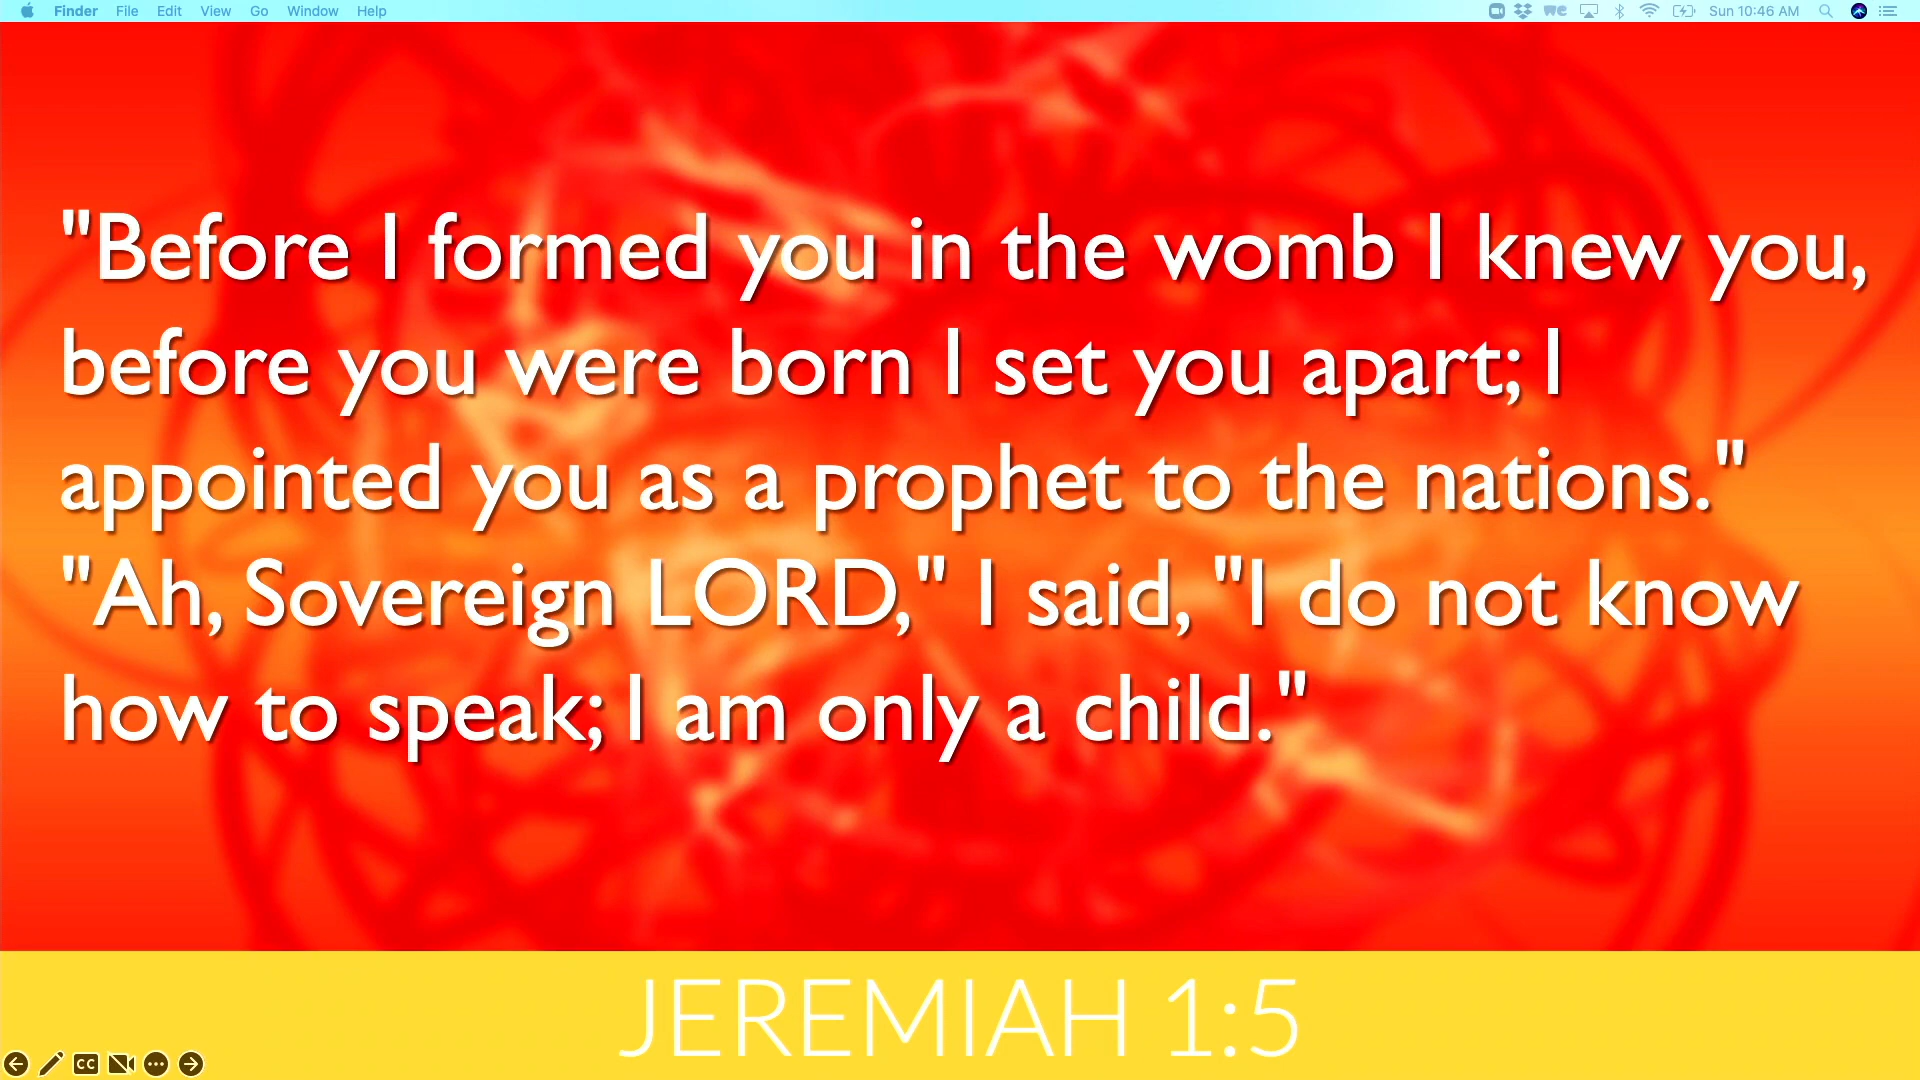 Finder File Edit View Go Window Help we Sun 10:46 AM
"Before I formed you in the womb I knew you,
before you were born I set you apart; I
appointed you as a prophet to the nations."
"Ah, Sovereign LORD," I said, "I do not know
how to speak; I am only a child."
JEREMIAH 1:5
CC